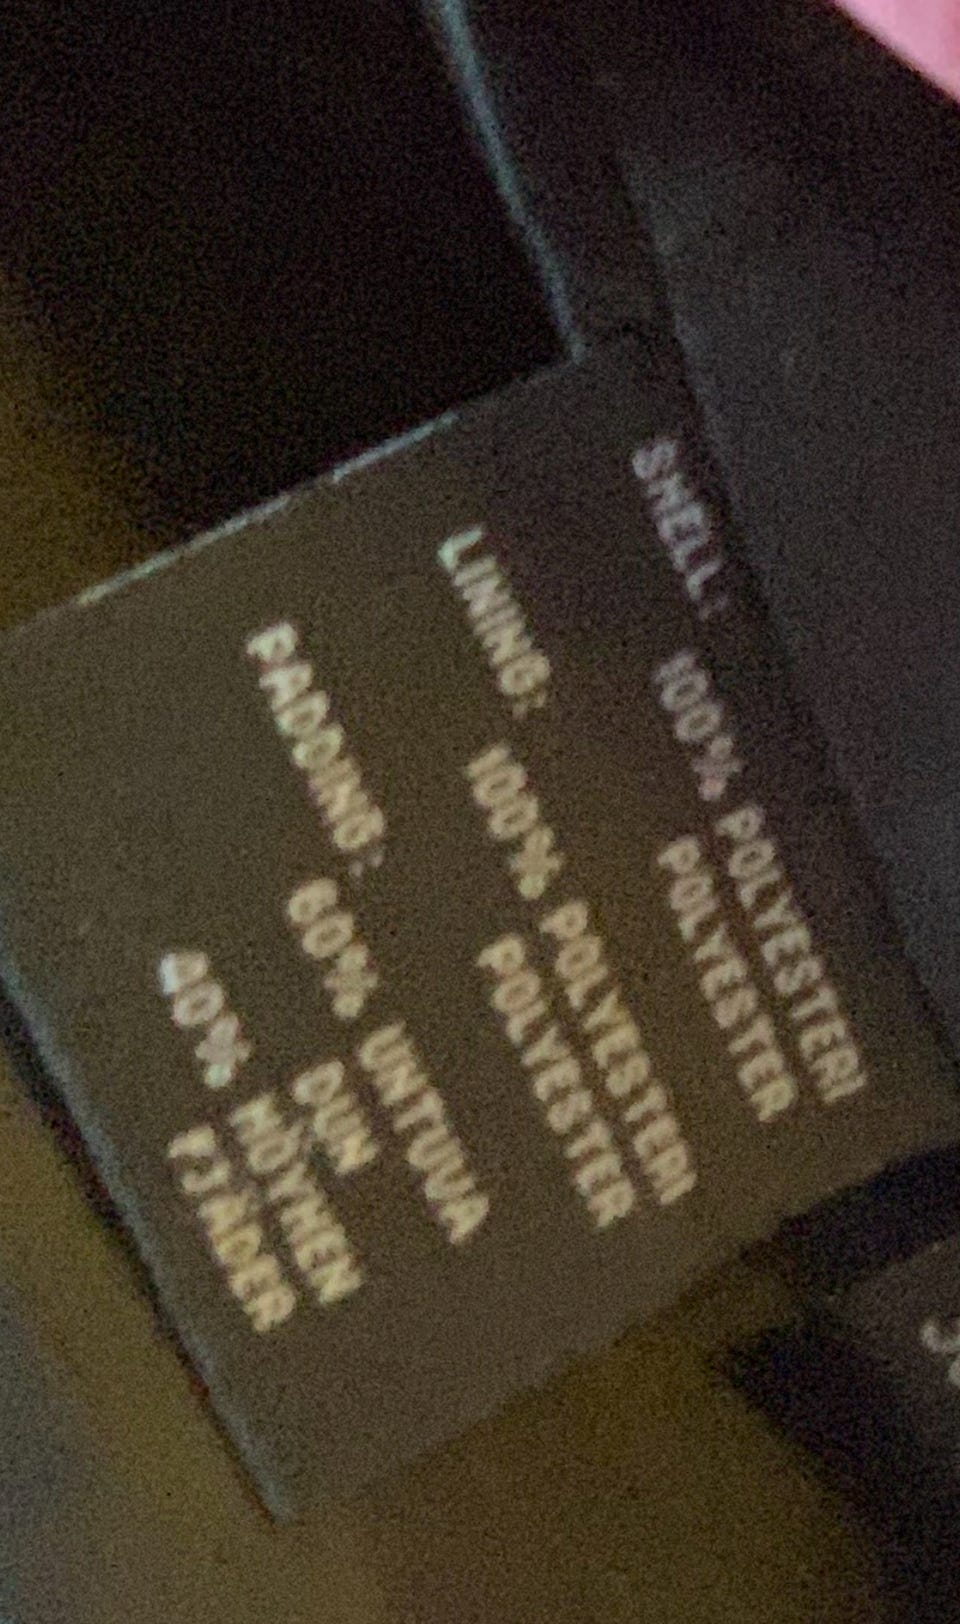 SHELL: 100% POLYESTERI
POLYESTER
LINING: 100% POLYESTERI
POLYESTER
PADDING: 60% UNTUVA
DUN
40% HÖYHEN
FJÄDER